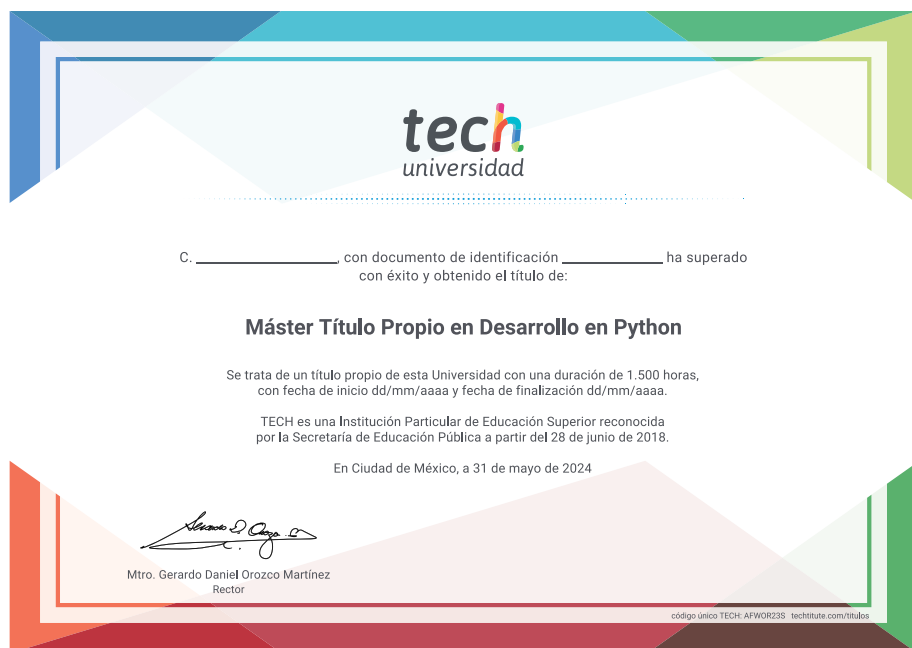 tech
universidad
C. ____________, con documento de identificación ____________ ha superado
con éxito y obtenido el título de:
Máster Título Propio en Desarrollo en Python
Se trata de un título propio de esta Universidad con una duración de 1.500 horas,
con fecha de inicio dd/mm/aaaa y fecha de finalización dd/mm/aaaa.
TECH es una Institución Particular de Educación Superior reconocida
por la Secretaría de Educación Pública a partir del 28 de junio de 2018.
En Ciudad de México, a 31 de mayo de 2024
Mtro. Gerardo Daniel Orozco Martínez
Rector
código único TECH: AFWOR23S techtitute.com/titulos